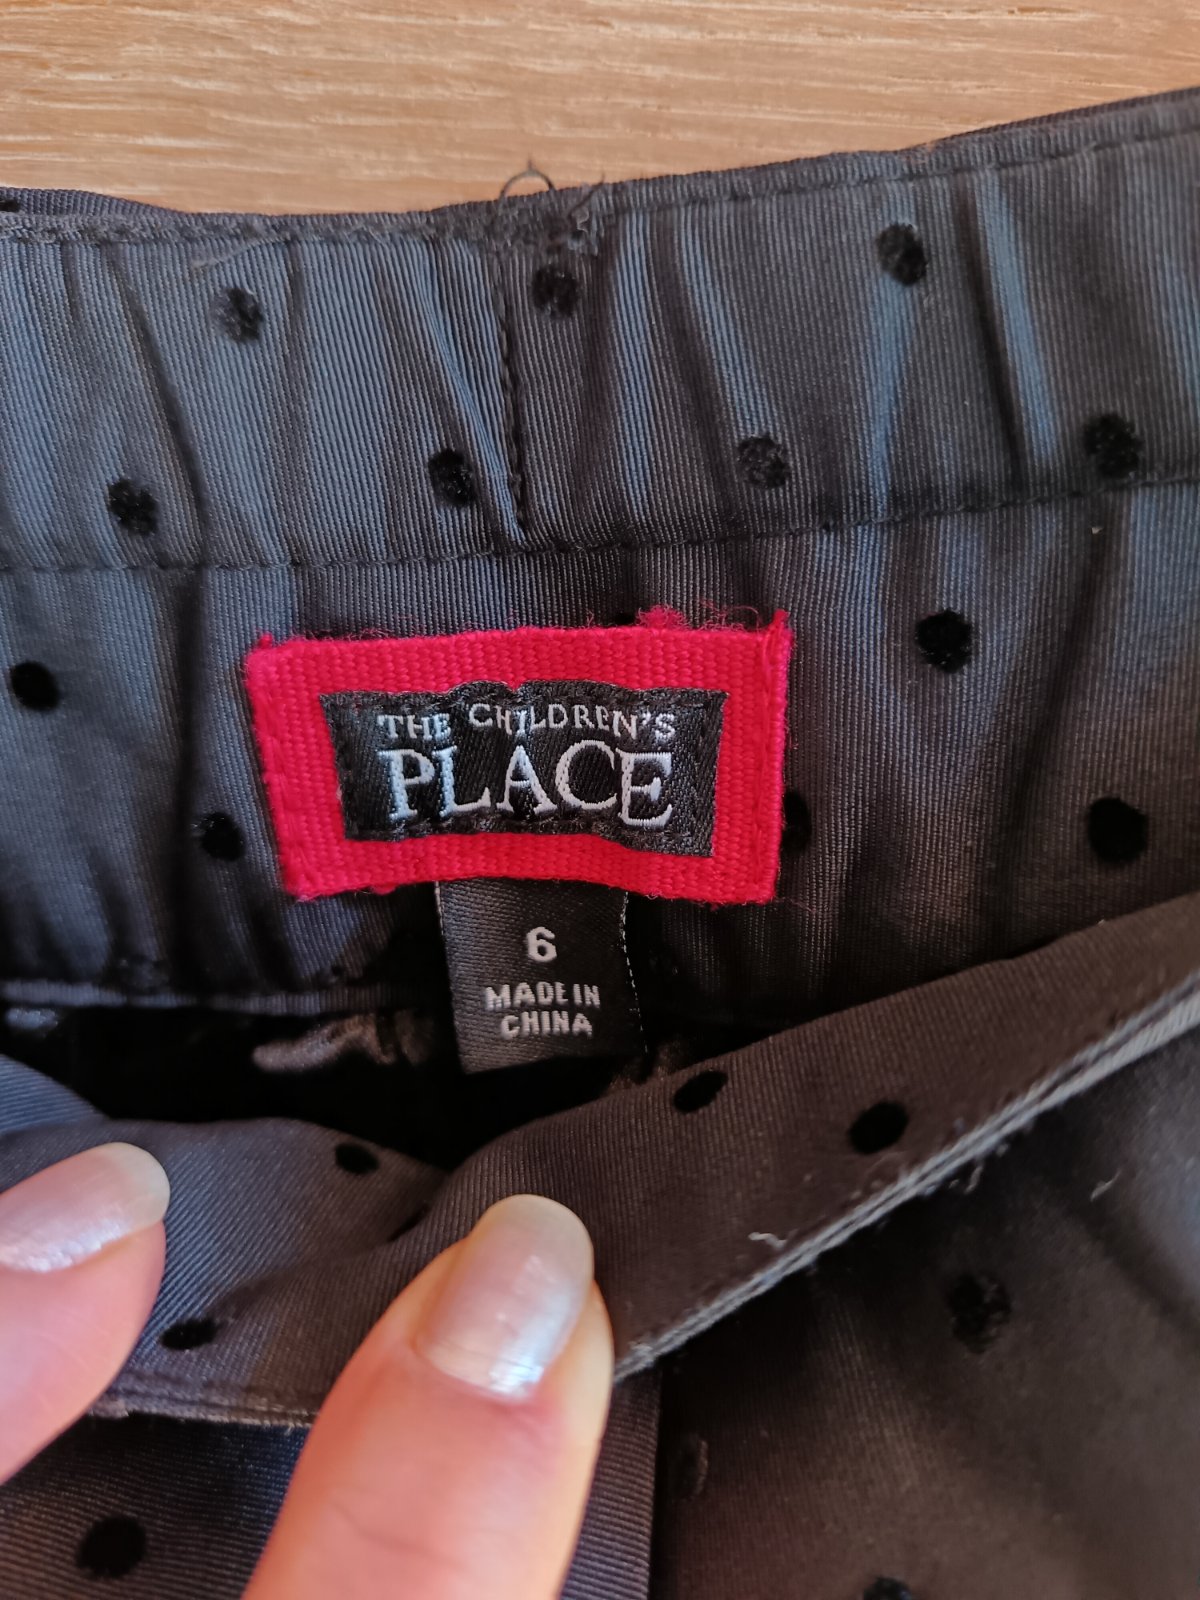 THE CHILDREN'S
PLACE
6
MADE IN
CHINA